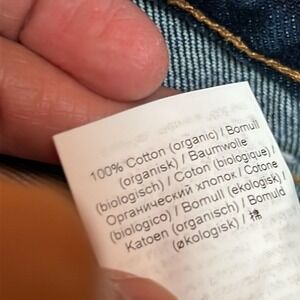 100% Cotton (organic) / Bomull
(organisk) / Baumwolle
(biologisch) / Coton (biologique) /
Органический хлопок / Cotone
(biologico) / Bomull (ekologisk) /
Katoen (organisch) / Bomuld
(økologisk) / 棉